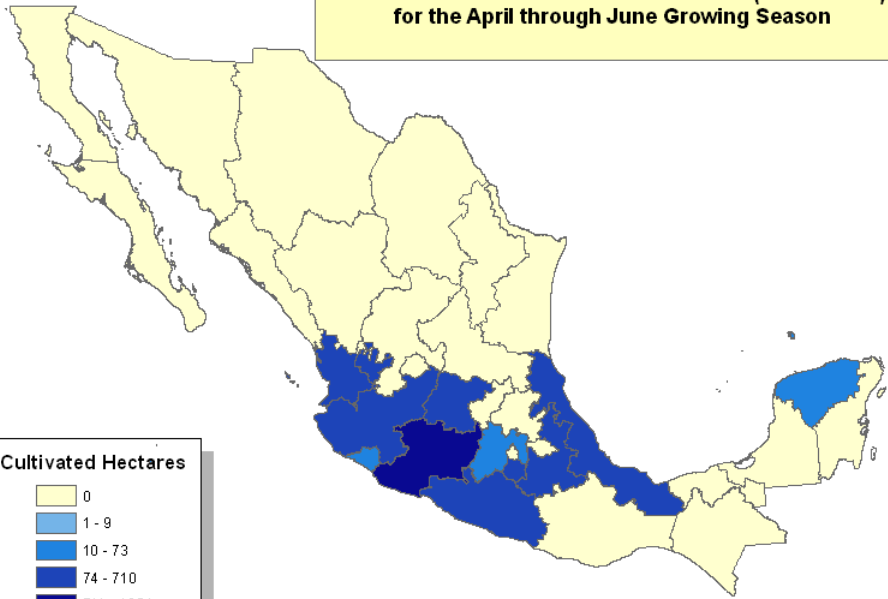 for the April through June Growing Season
Cultivated Hectares
0
1 - 9
10 - 73
74 - 710